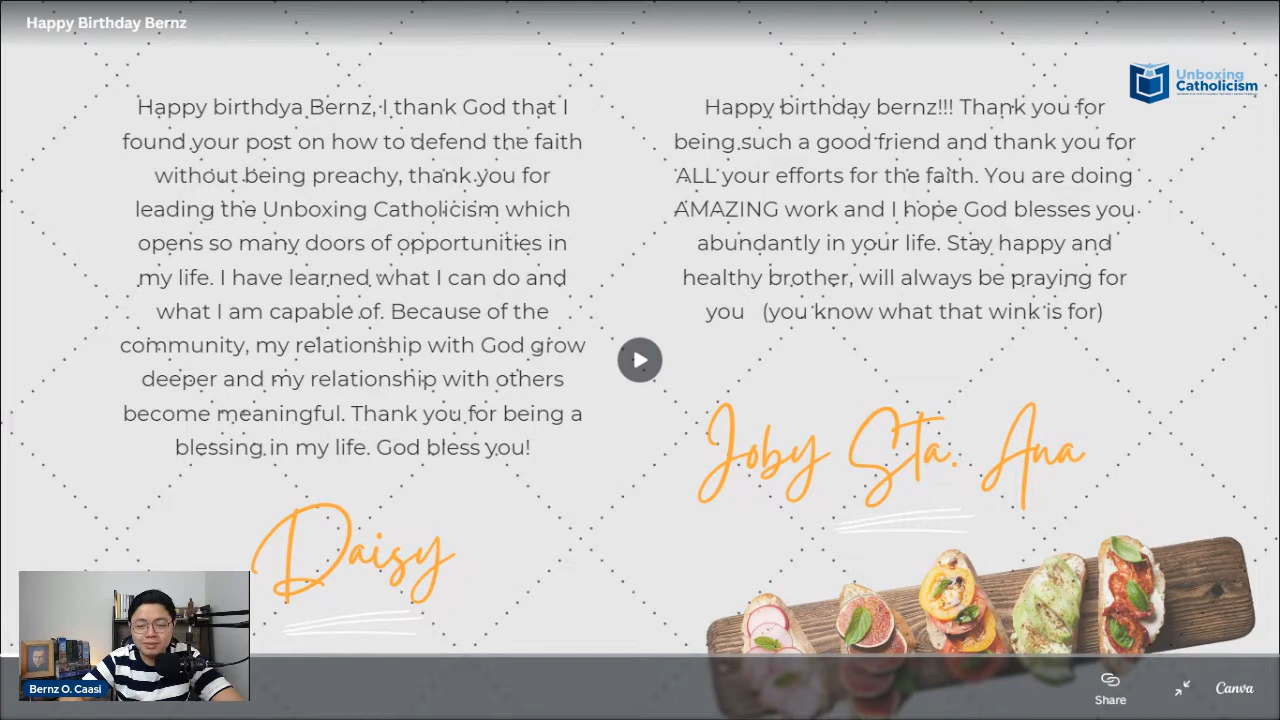 Happy Birthday Bernz
Unboxing
Catholicism
Happy birthdya Bernz, I thank God that I
found your post on how to defend the faith
without being preachy, thank you for
leading the Unboxing Catholicism which
opens so many doors of opportunities in
my life. I have learned what I can do and
what I am capable of. Because of the
community, my relationship with God grow
deeper and my relationship with others
become meaningful. Thank you for being a
blessing in my life. God bless you!
Daisy
Happy birthday bernz!!! Thank you for
being such a good friend and thank you for
ALL your efforts for the faith. You are doing
AMAZING work and I hope God blesses you
abundantly in your life. Stay happy and
healthy brother, will always be praying for
you (you know what that wink is for)
Joby Sta. Ana
Bernz O. Caasi
Share
Canva